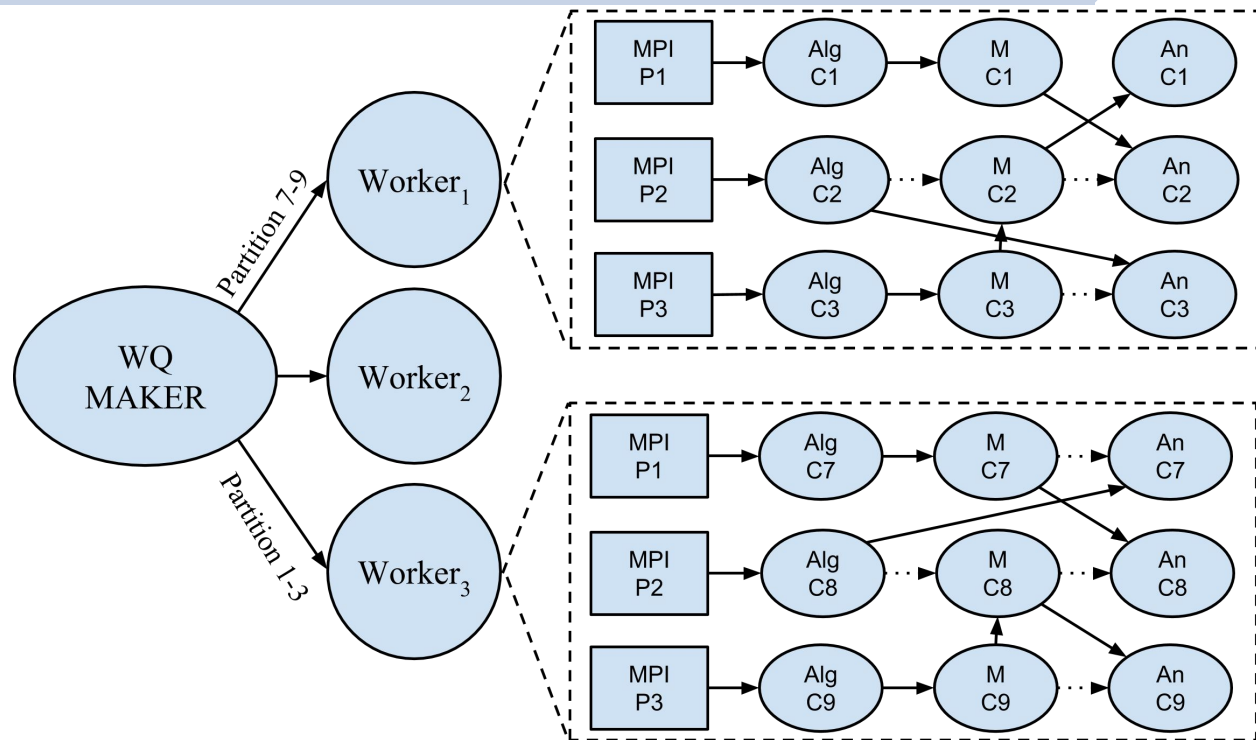 MPI
P1
Alg
C1
M
C1
An
C1
MPI
P2
Alg
C2
M
C2
An
C2
MPI
P3
Alg
C3
M
C3
An
C3
Worker1
Partition 7-9
WQ
MAKER
Worker2
Partition 1-3
Worker3
MPI
P1
Alg
C7
M
C7
An
C7
MPI
P2
Alg
C8
M
C8
An
C8
MPI
P3
Alg
C9
M
C9
An
C9